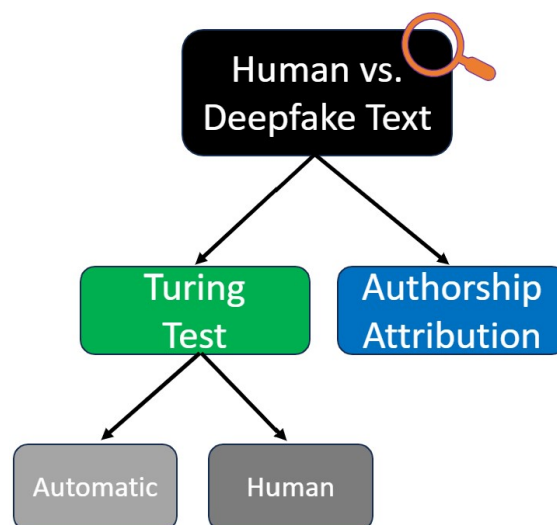 Human vs.
Deepfake Text
Turing
Test
Authorship
Attribution
Automatic
Human